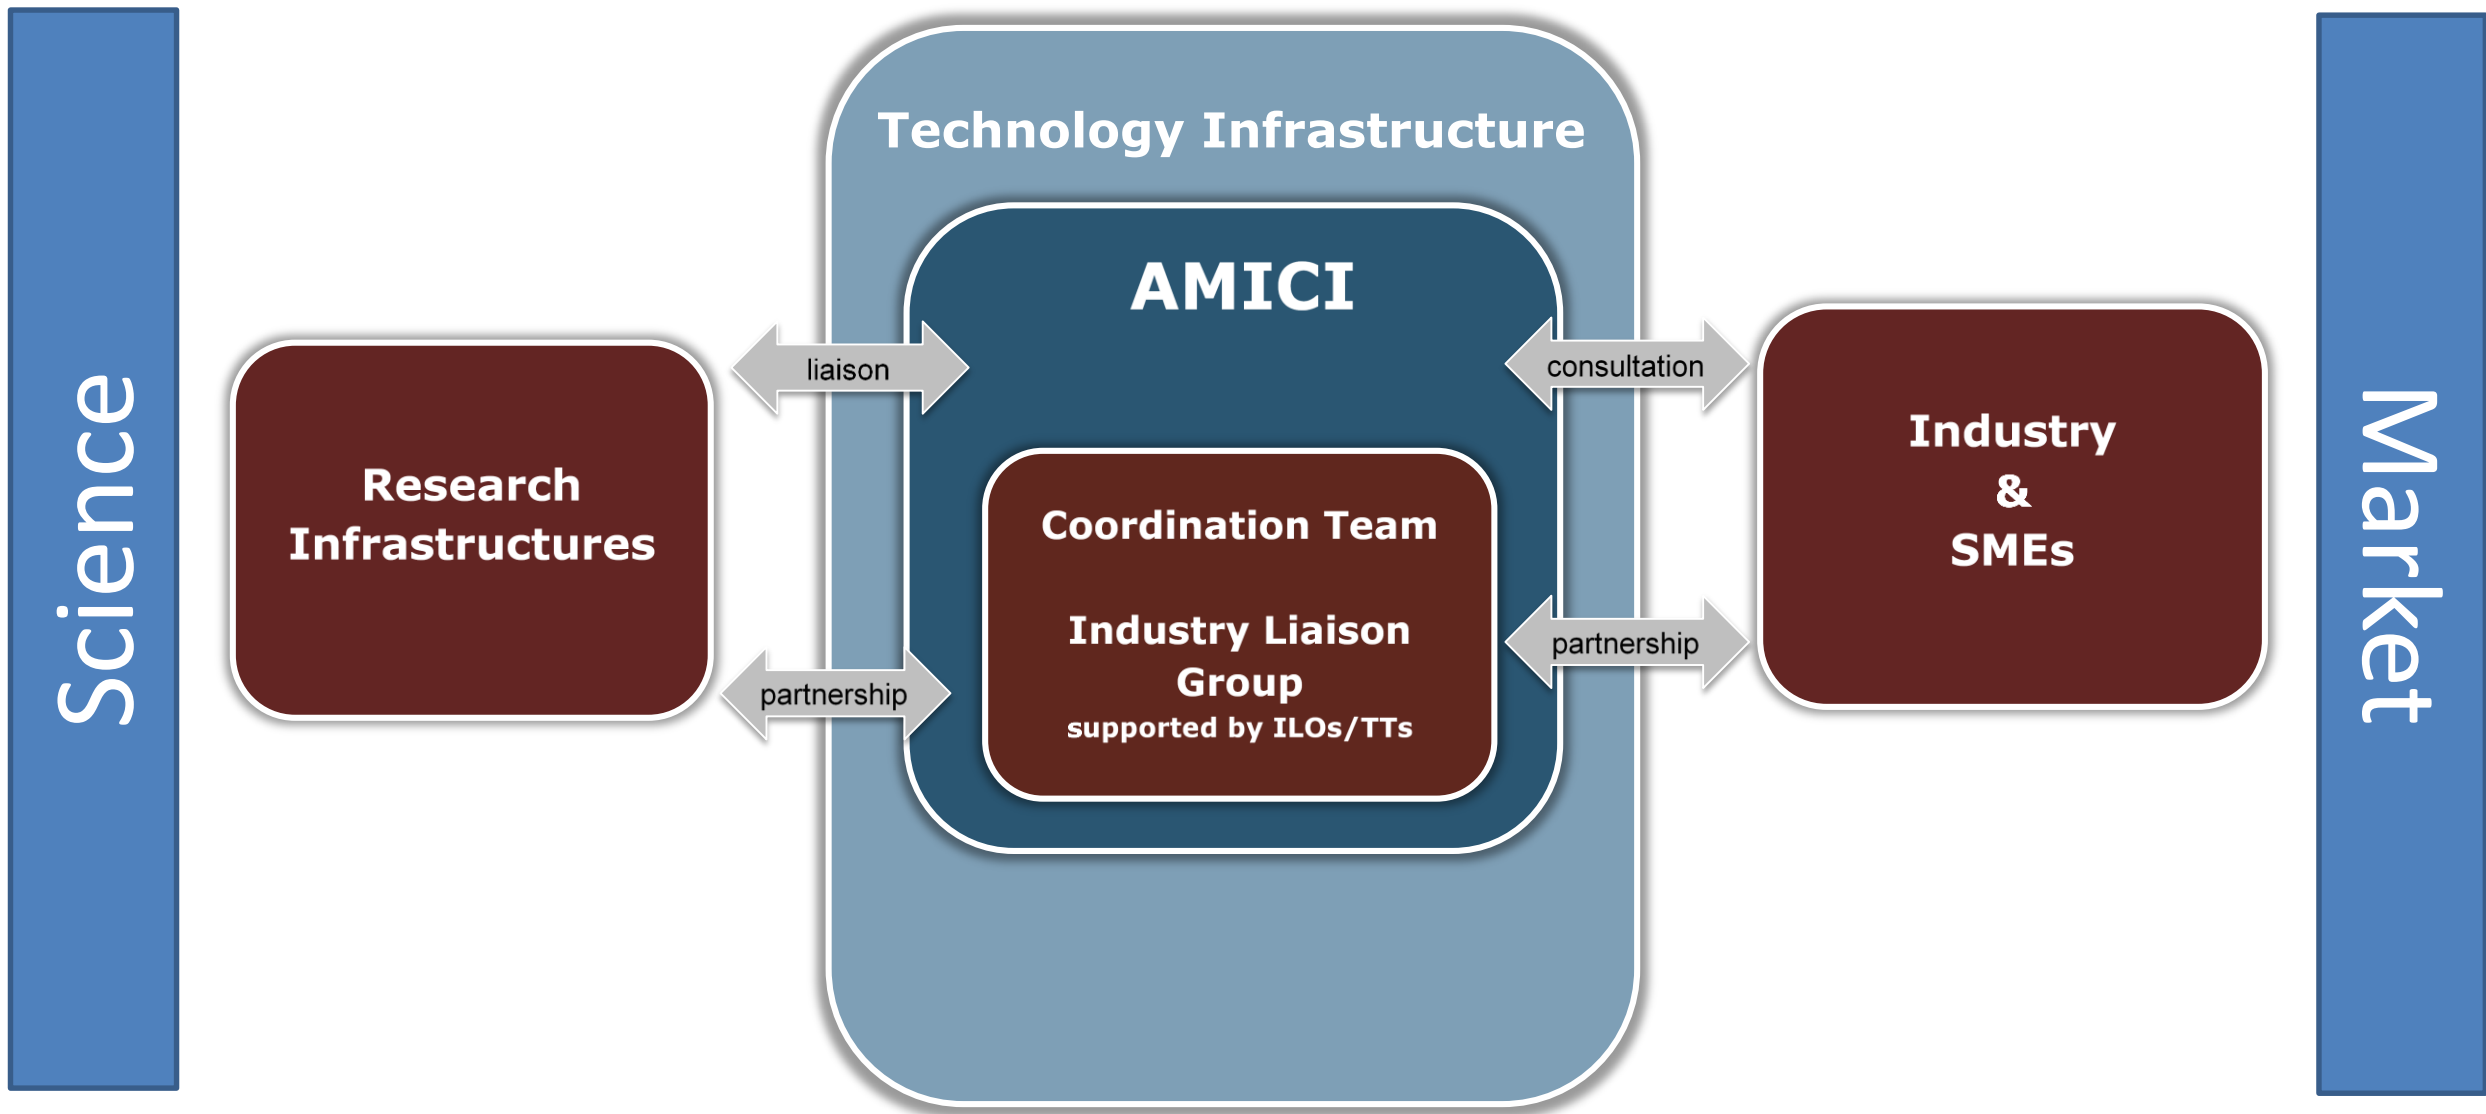 Science
Technology Infrastructure
AMICI
liaison
consultation
Research
Infrastructures
Industry
&
SMEs
Coordination Team
Industry Liaison
Group
supported by ILOs/TTs
partnership
partnership
Market